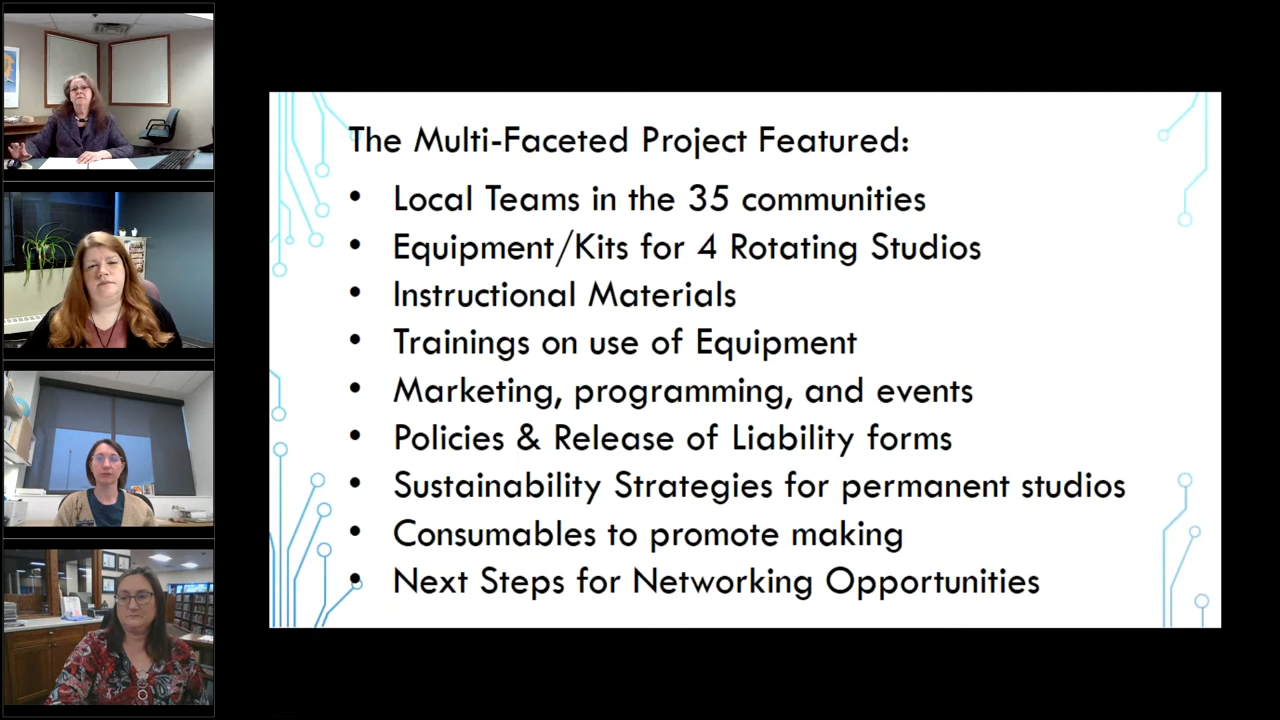 The Multi-Faceted Project Featured:
• Local Teams in the 35 communities
• Equipment/Kits for 4 Rotating Studios
• Instructional Materials
• Trainings on use of Equipment
• Marketing, programming, and events
• Policies & Release of Liability forms
• Sustainability Strategies for permanent studios
• Consumables to promote making
• Next Steps for Networking Opportunities